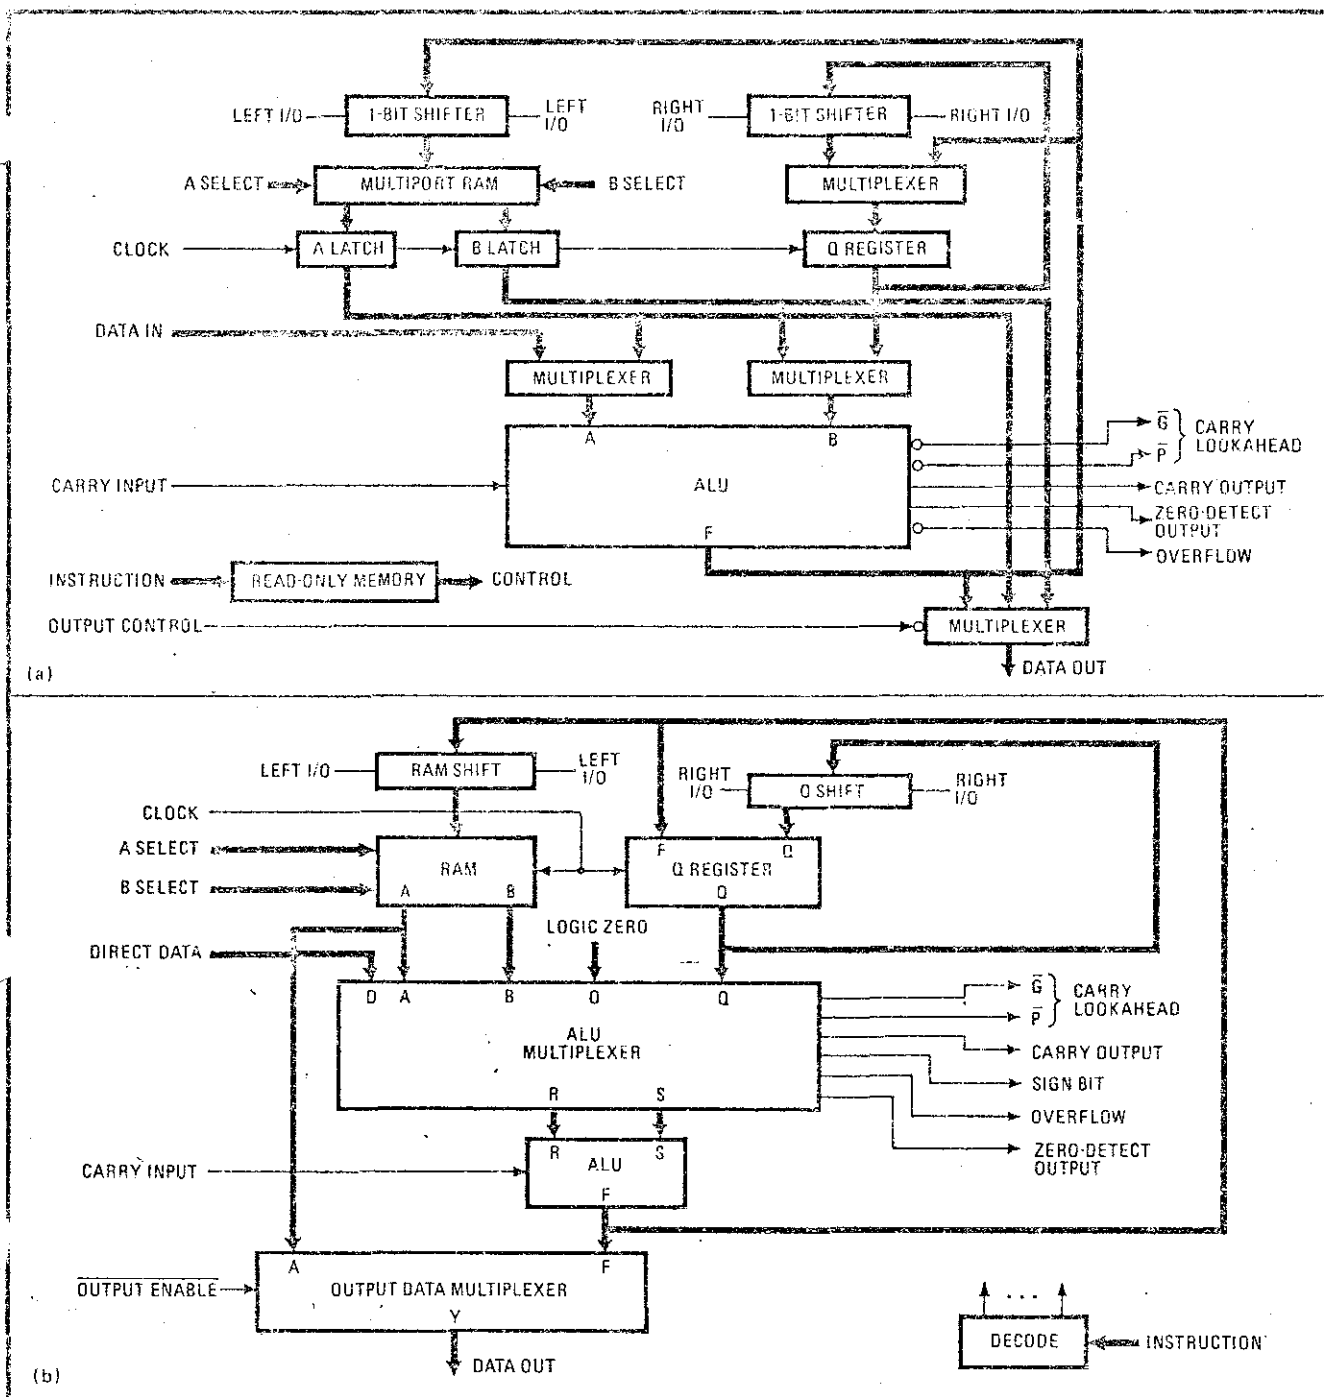 LEFT I/O
1-BIT SHIFTER
LEFT
I/O
RIGHT
I/O
1-BIT SHIFTER
RIGHT I/O
A SELECT
MULTIPORT RAM
B SELECT
MULTIPLEXER
CLOCK
A LATCH
B LATCH
Q REGISTER
DATA IN
MULTIPLEXER
MULTIPLEXER
A
B
G̅
P̅
CARRY
LOOKAHEAD
CARRY INPUT
ALU
CARRY OUTPUT
ZERO-DETECT
OUTPUT
F
OVERFLOW
INSTRUCTION
READ-ONLY MEMORY
CONTROL
OUTPUT CONTROL
MULTIPLEXER
DATA OUT
(a)
LEFT I/O
RAM SHIFT
LEFT
I/O
RIGHT
I/O
Q SHIFT
RIGHT
I/O
CLOCK
A SELECT
B SELECT
RAM
A
B
F
Q
Q REGISTER
Q
LOGIC ZERO
DIRECT DATA
D A B O Q
ALU
MULTIPLEXER
R S
G̅
P̅
CARRY
LOOKAHEAD
CARRY OUTPUT
SIGN BIT
OVERFLOW
ZERO-DETECT
OUTPUT
CARRY INPUT
R S
ALU
F
A F
OUTPUT ENABLE
OUTPUT DATA MULTIPLEXER
Y
DATA OUT
...
DECODE
INSTRUCTION
(b)